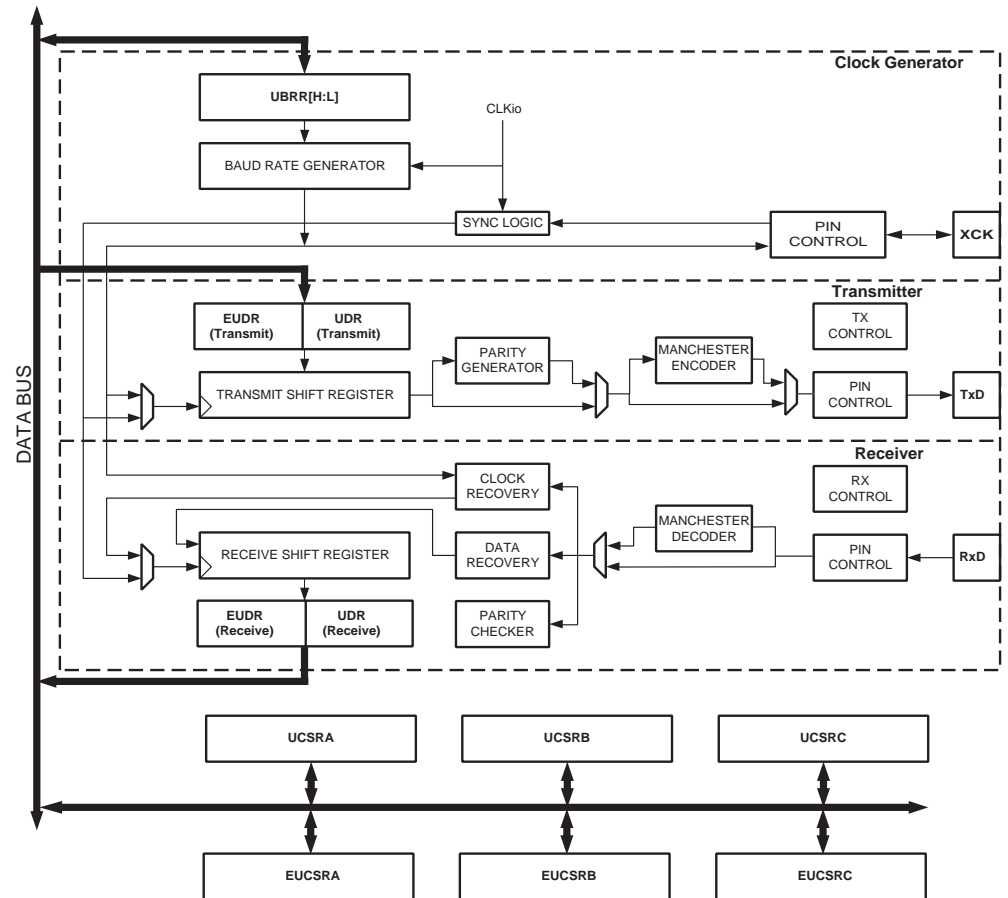 Clock Generator
UBRR[H:L]
CLKio
BAUD RATE GENERATOR
SYNC LOGIC
PIN
CONTROL
XCK
Transmitter
EUDR
(Transmit)
UDR
(Transmit)
TX
CONTROL
PARITY
GENERATOR
MANCHESTER
ENCODER
TRANSMIT SHIFT REGISTER
PIN
CONTROL
TxD
DATA BUS
Receiver
CLOCK
RECOVERY
RX
CONTROL
MANCHESTER
DECODER
RECEIVE SHIFT REGISTER
DATA
RECOVERY
PIN
CONTROL
RxD
EUDR
(Receive)
UDR
(Receive)
PARITY
CHECKER
UCSRA
UCSRB
UCSRC
EUCSRA
EUCSRB
EUCSRC